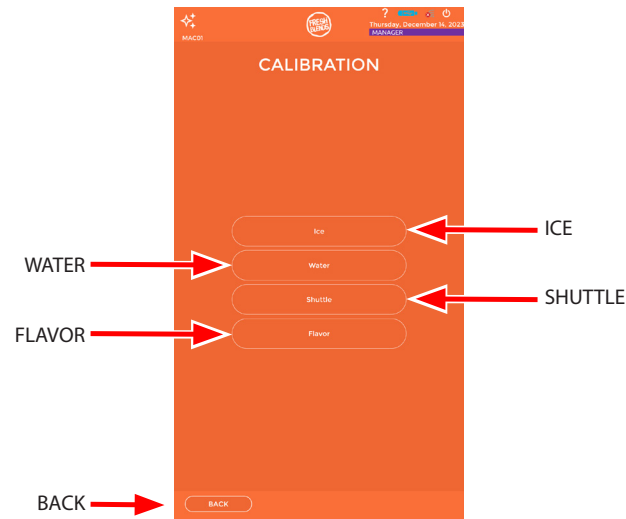 ?
MAC01
FRESH
BLENDS
Thursday, December 14, 2023
MANAGER
CALIBRATION
Ice
ICE
Water
WATER
Shuttle
SHUTTLE
Flavor
FLAVOR
BACK
BACK